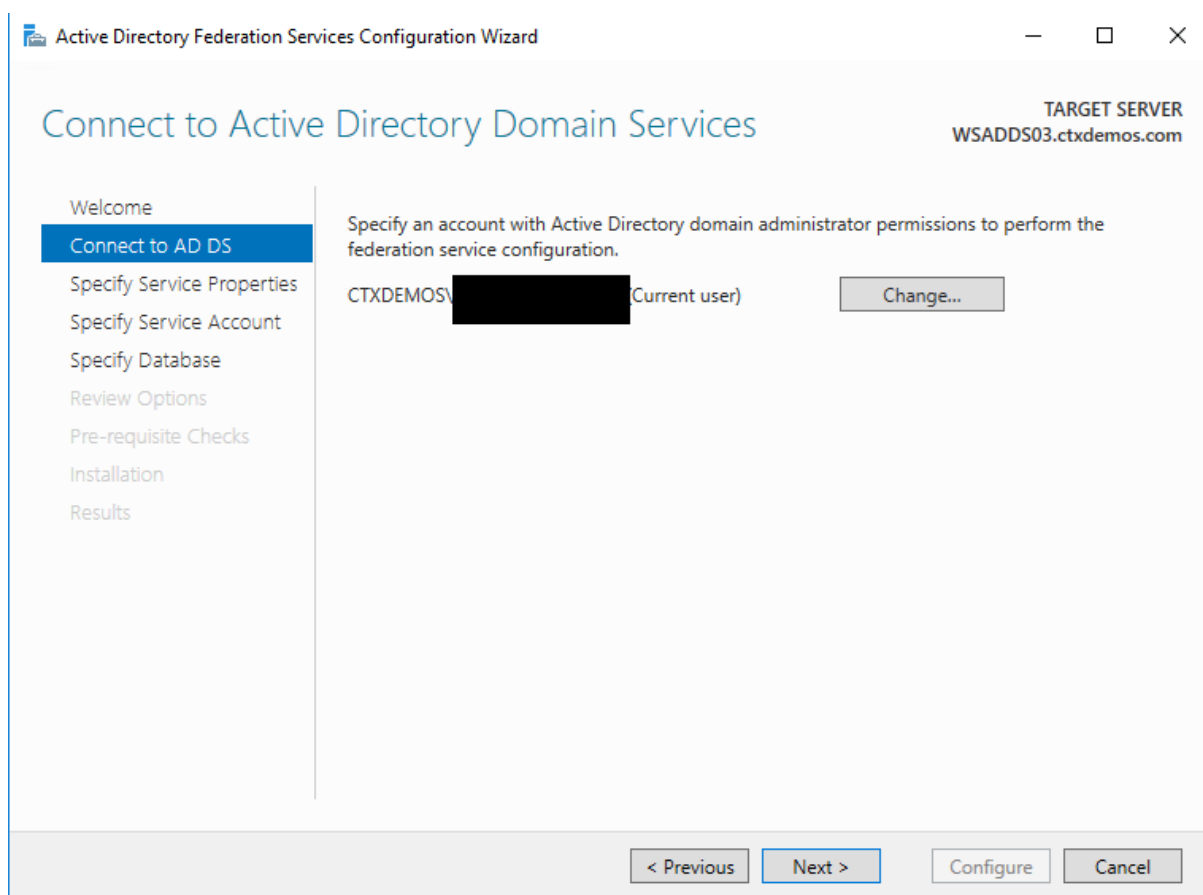 Active Directory Federation Services Configuration Wizard
Connect to Active Directory Domain Services
TARGET SERVER
WSADDS03.ctxdemos.com
Welcome
Connect to AD DS
Specify Service Properties
Specify Service Account
Specify Database
Review Options
Pre-requisite Checks
Installation
Results
Specify an account with Active Directory domain administrator permissions to perform the
federation service configuration.
CTXDEMOS\ (Current user)
Change...
< Previous
Next >
Configure
Cancel